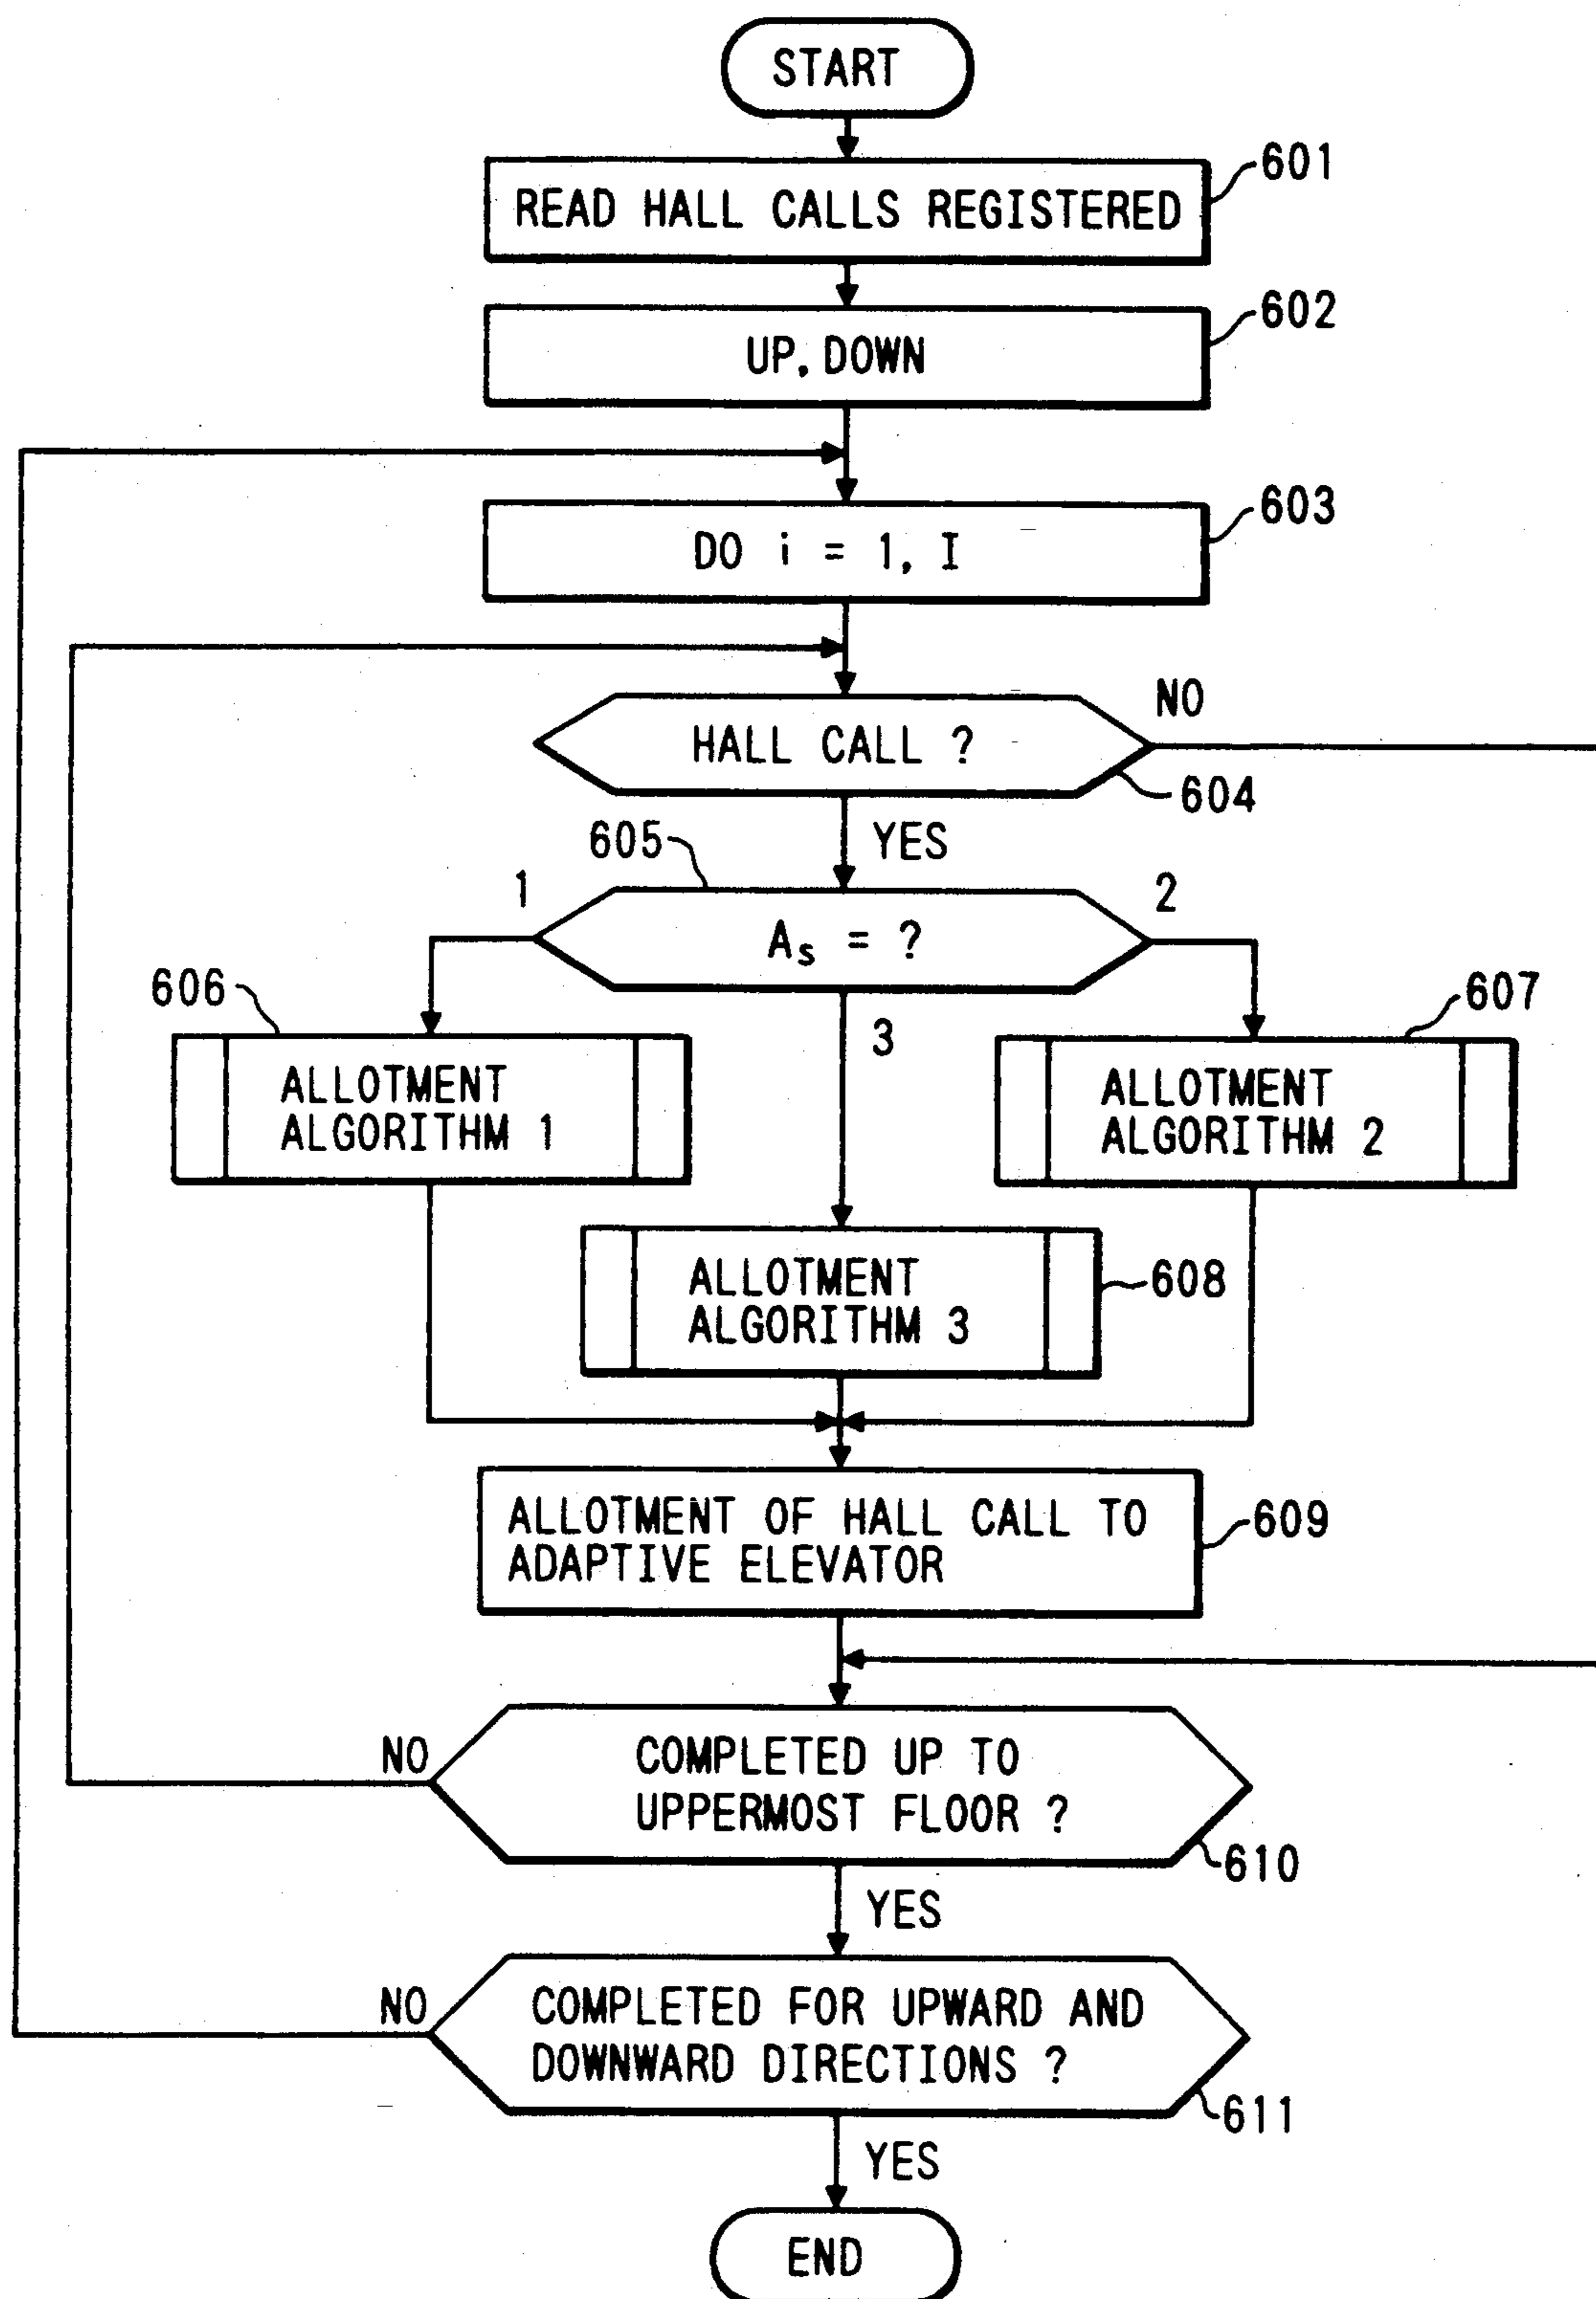 START
601
READ HALL CALLS REGISTERED
602
UP, DOWN
603
DO i = 1, I
NO
HALL CALL ?
604
YES
605
1
2
As = ?
606
607
3
ALLOTMENT
ALGORITHM 1
ALLOTMENT
ALGORITHM 2
ALLOTMENT
ALGORITHM 3
608
ALLOTMENT OF HALL CALL TO
ADAPTIVE ELEVATOR
609
NO
COMPLETED UP TO
UPPERMOST FLOOR ?
610
YES
NO
COMPLETED FOR UPWARD AND
DOWNWARD DIRECTIONS ?
611
YES
END